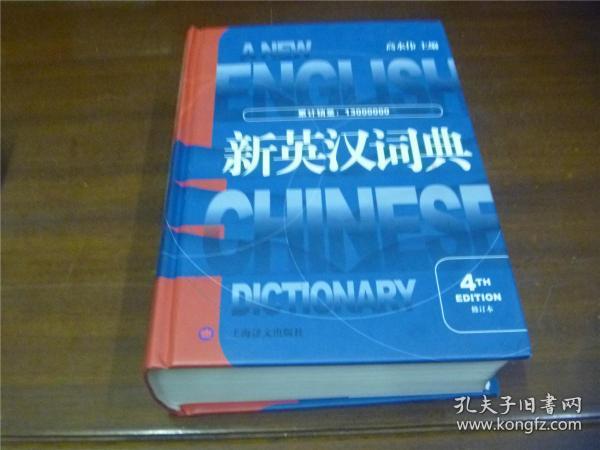 A NEW
高永伟 主编
ENGLISH
累计销量：13000000
新英汉词典
CHINESE
DICTIONARY
4TH
EDITION
修订本
上海译文出版社
孔夫子旧書网
www.kongfz.com